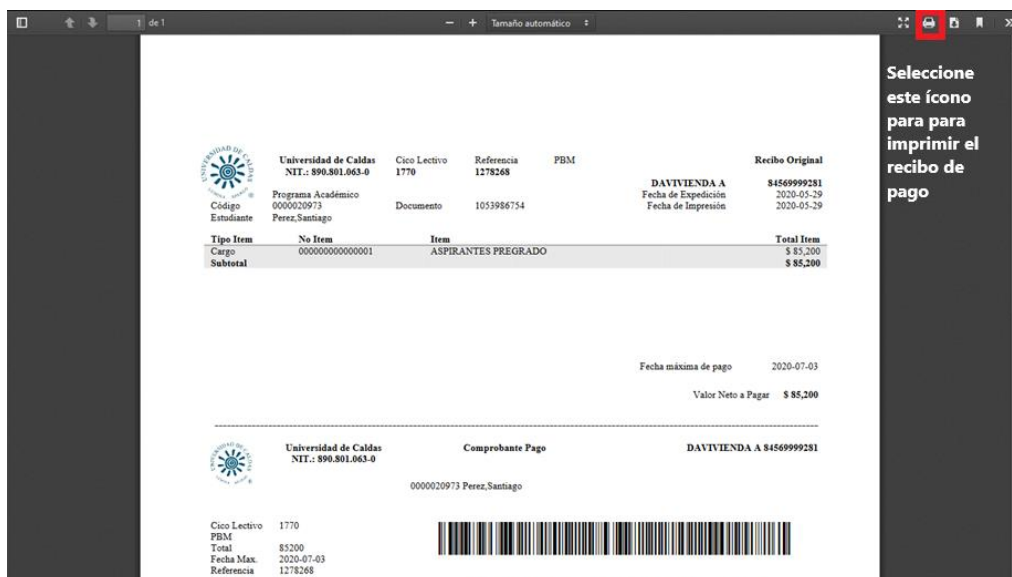 1 de 1 − + Tamaño automático
Seleccione
este ícono
para para
imprimir el
recibo de
pago
UNIVERSIDAD DE CALDAS
Universidad de Caldas Cico Lectivo Referencia PBM Recibo Original
NIT.: 890.801.063-0 1770 1278268
DAVIVIENDA A 84569999281
Programa Académico Fecha de Expedición 2020-05-29
Código 0000020973 Documento 1053986754 Fecha de Impresión 2020-05-29
Estudiante Perez,Santiago
Tipo Item No Item Item Total Item
Cargo 000000000000001 ASPIRANTES PREGRADO $ 85,200
Subtotal $ 85,200
Fecha máxima de pago 2020-07-03
Valor Neto a Pagar $ 85,200
Universidad de Caldas Comprobante Pago DAVIVIENDA A 84569999281
NIT.: 890.801.063-0
0000020973 Perez,Santiago
Cico Lectivo 1770
PBM
Total 85200
Fecha Max. 2020-07-03
Referencia 1278268